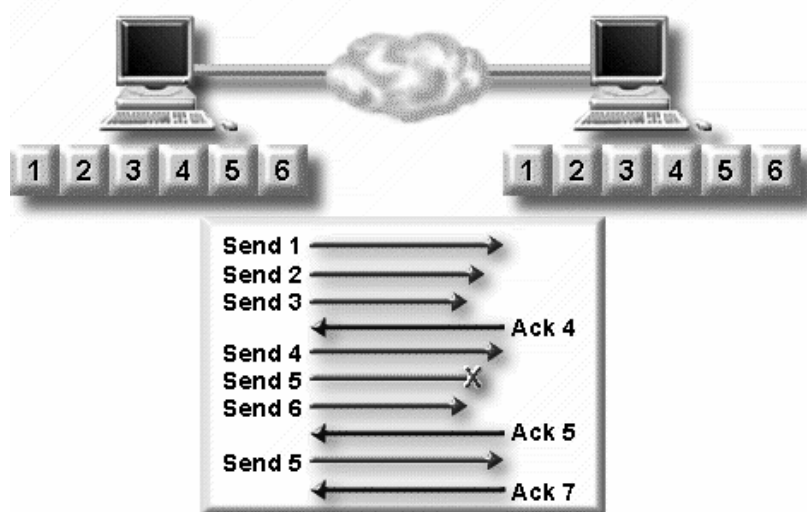 1 2 3 4 5 6
1 2 3 4 5 6
Send 1
Send 2
Send 3
Ack 4
Send 4
Send 5
X
Send 6
Ack 5
Send 5
Ack 7